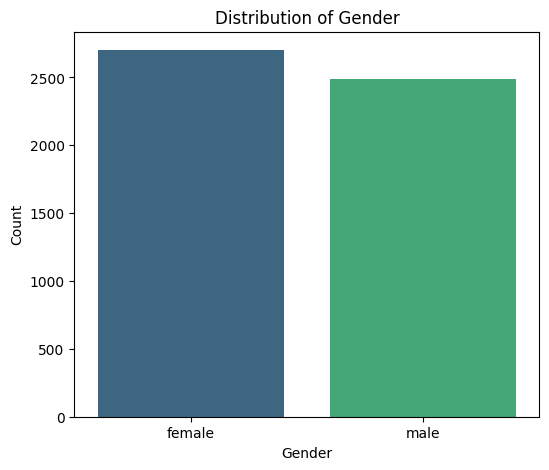 Distribution of Gender
2500
2000
1500
1000
500
0
Count
female
male
Gender